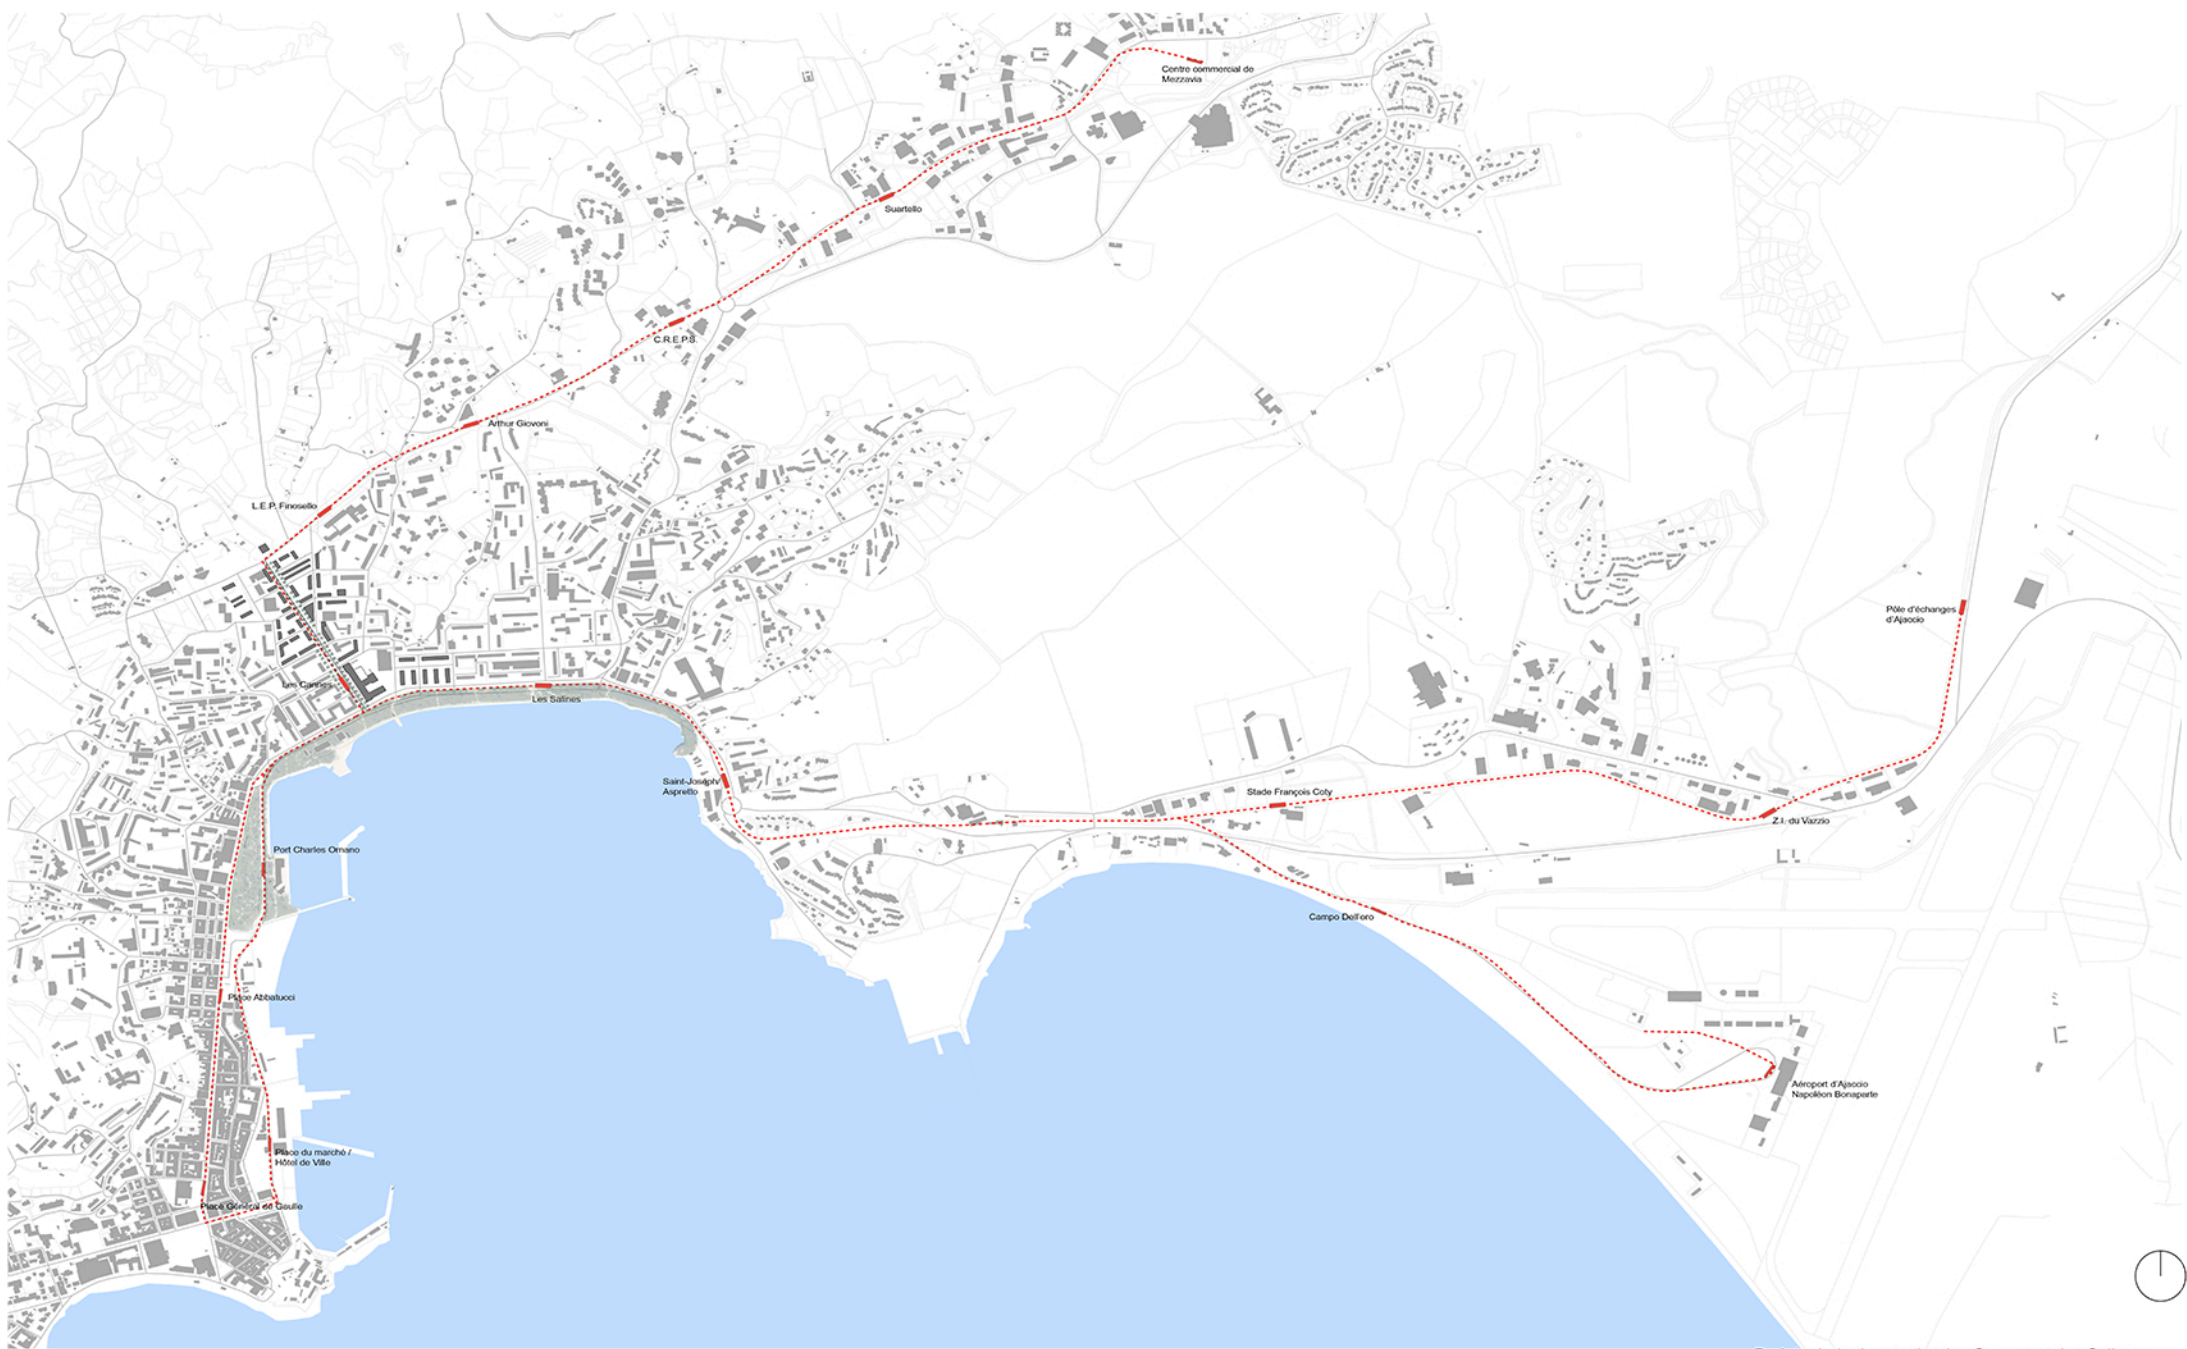 Centre commercial de
Mezzavia
Suartello
C.R.E.P.S.
Arthur Giovoni
L.E.P. Finosello
Pôle d'échanges
d'Ajaccio
Les Cannes
Les Salines
Saint-Joseph/
Aspretto
Stade François Coty
Z.I. du Vazzio
Port Charles Ornano
Campo Dell'oro
Place Abbatucci
Aéroport d'Ajaccio
Napoléon Bonaparte
Place du marché /
Hôtel de Ville
Place Général de Gaulle